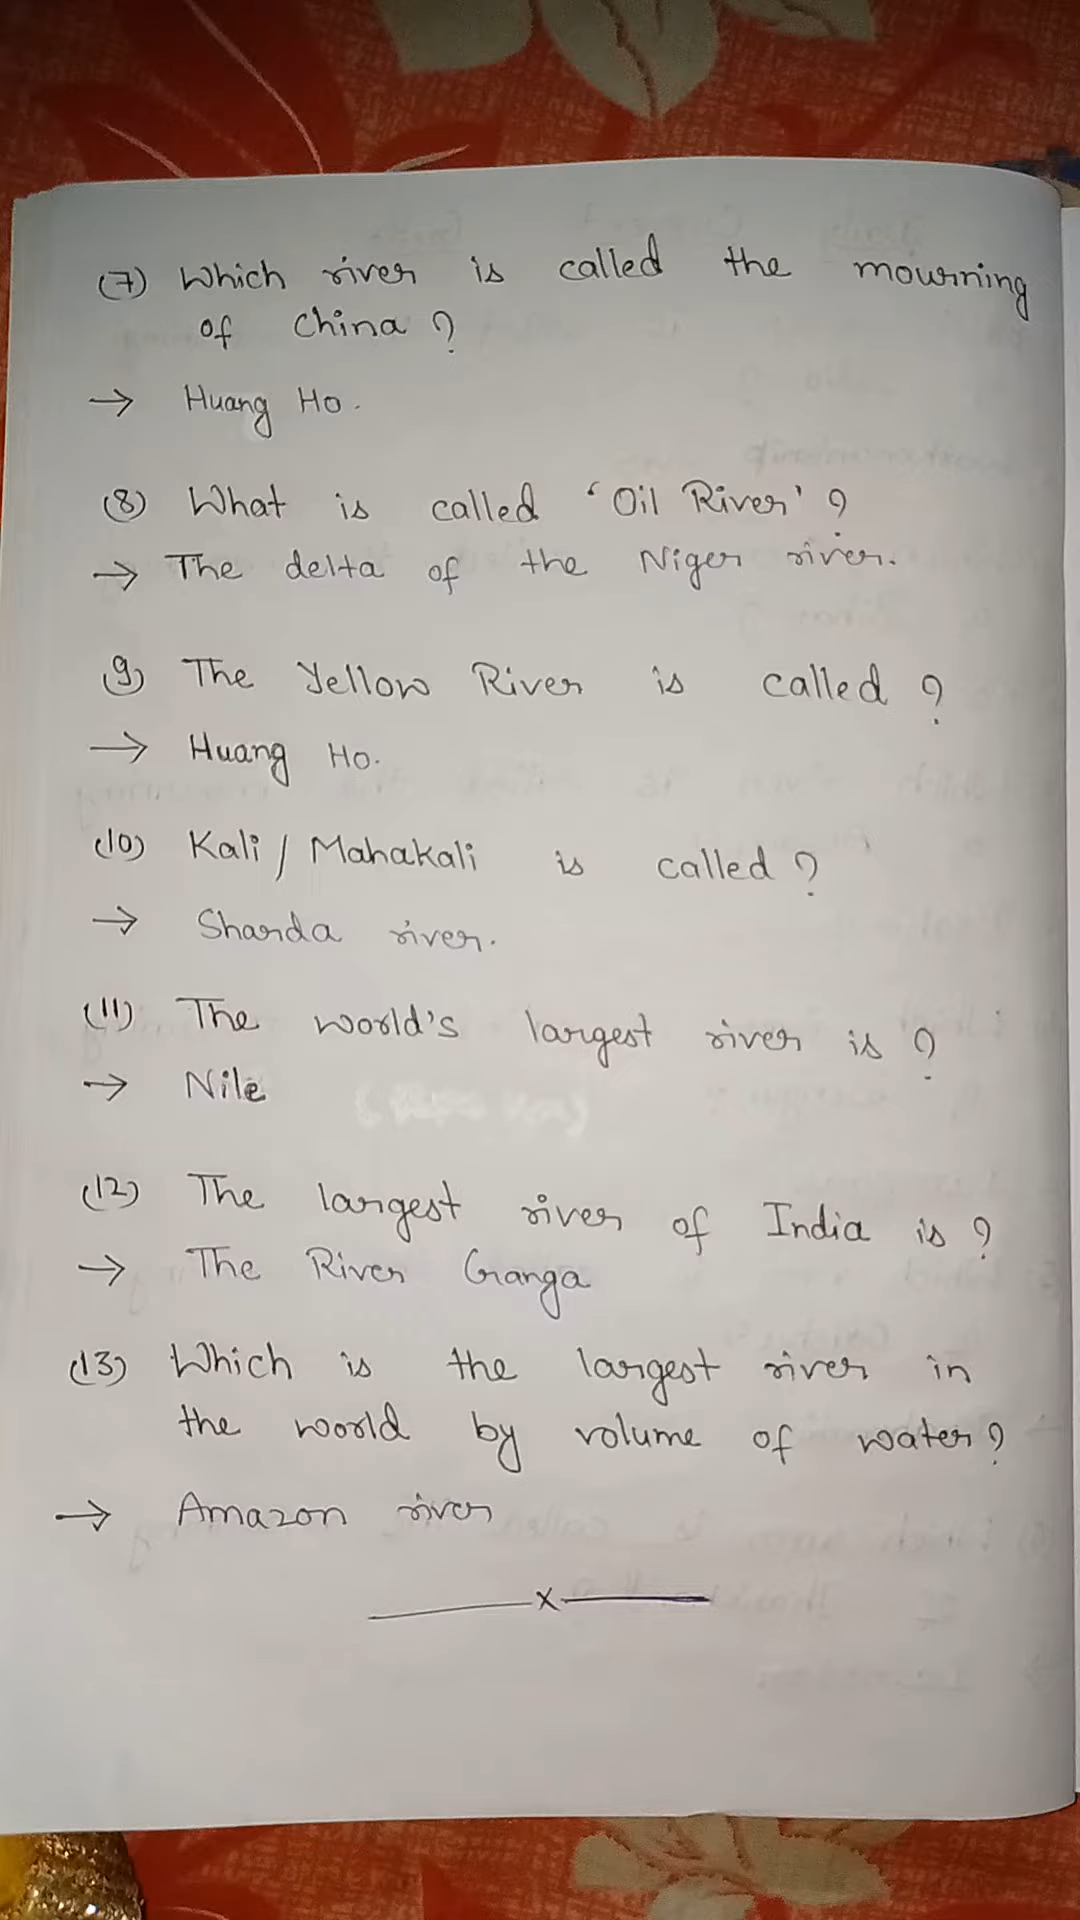 (7) Which river is called the mourning
of China ?
→ Huang Ho.
(8) What is called 'Oil River' ?
→ The delta of the Niger river.
(9) The Yellow River is called ?
→ Huang Ho.
(10) Kali / Mahakali is called ?
→ Sharda river.
(11) The world's largest river is ?
→ Nile
(12) The largest river of India is ?
→ The River Ganga
(13) Which is the largest river in
the world by volume of water ?
→ Amazon river
x